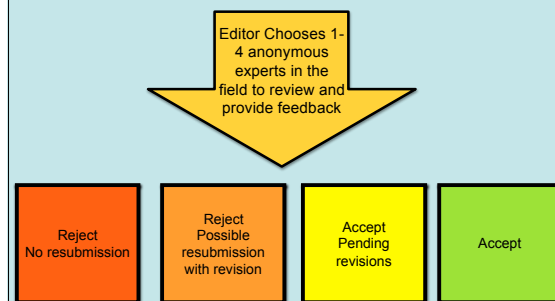 Editor Chooses 1-
4 anonymous
experts in the
field to review and
provide feedback
Reject
No resubmission
Reject
Possible
resubmission
with revision
Accept
Pending
revisions
Accept